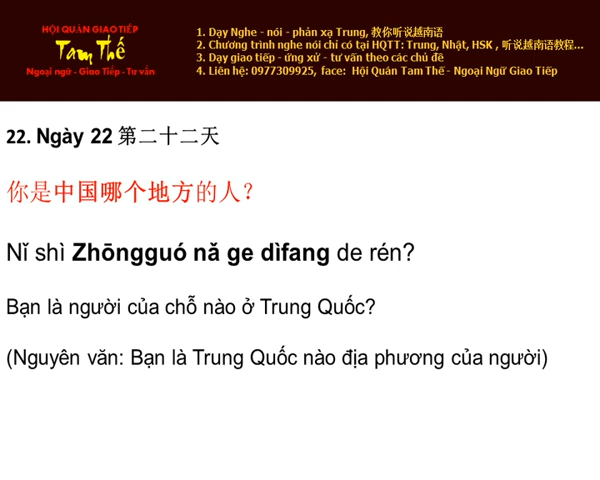 HỘI QUÁN GIAO TIẾP
Tam Thế
Ngoại ngữ - Giao Tiếp - Tư vấn
1. Dạy Nghe - nói - phản xạ Trung, 教你听说越南语
2. Chương trình nghe nói chỉ có tại HQTT: Trung, Nhật, HSK , 听说越南语教程...
3. Dạy giao tiếp - ứng xử - tư vấn theo các chủ đề
4. Liên hệ: 0977309925, face: Hội Quán Tam Thế - Ngoại Ngữ Giao Tiếp
22. Ngày 22 第二十二天
你是中国哪个地方的人？
Nǐ shì Zhōngguó nǎ ge dìfang de rén?
Bạn là người của chỗ nào ở Trung Quốc?
(Nguyên văn: Bạn là Trung Quốc nào địa phương của người)